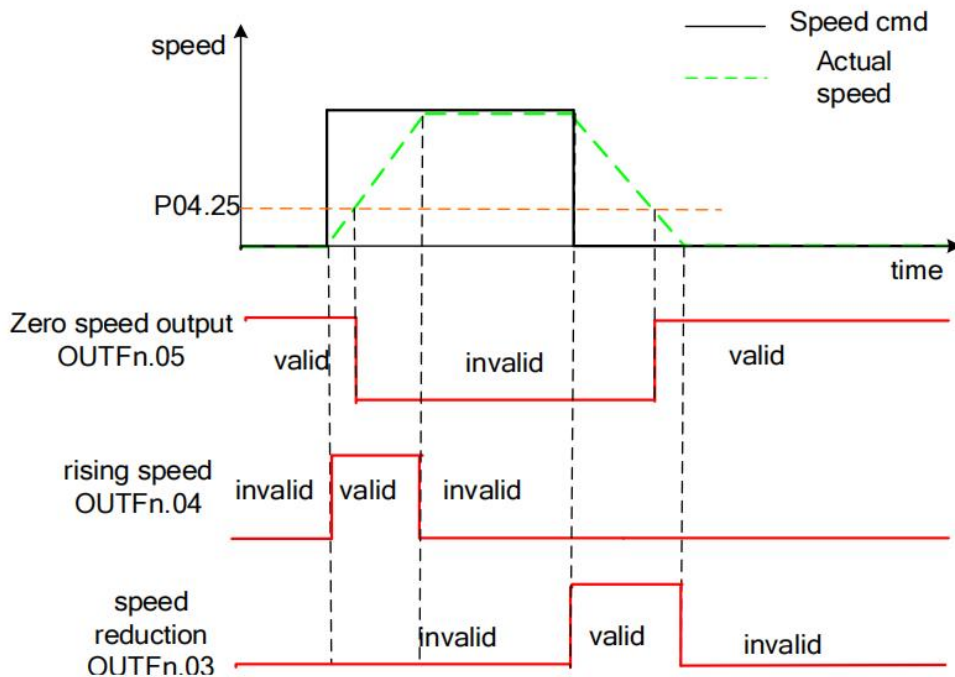 speed
Speed cmd
Actual
speed
P04.25
time
Zero speed output
OUTFn.05
valid
invalid
valid
rising speed
OUTFn.04
invalid
valid
invalid
speed
reduction
OUTFn.03
invalid
valid
invalid